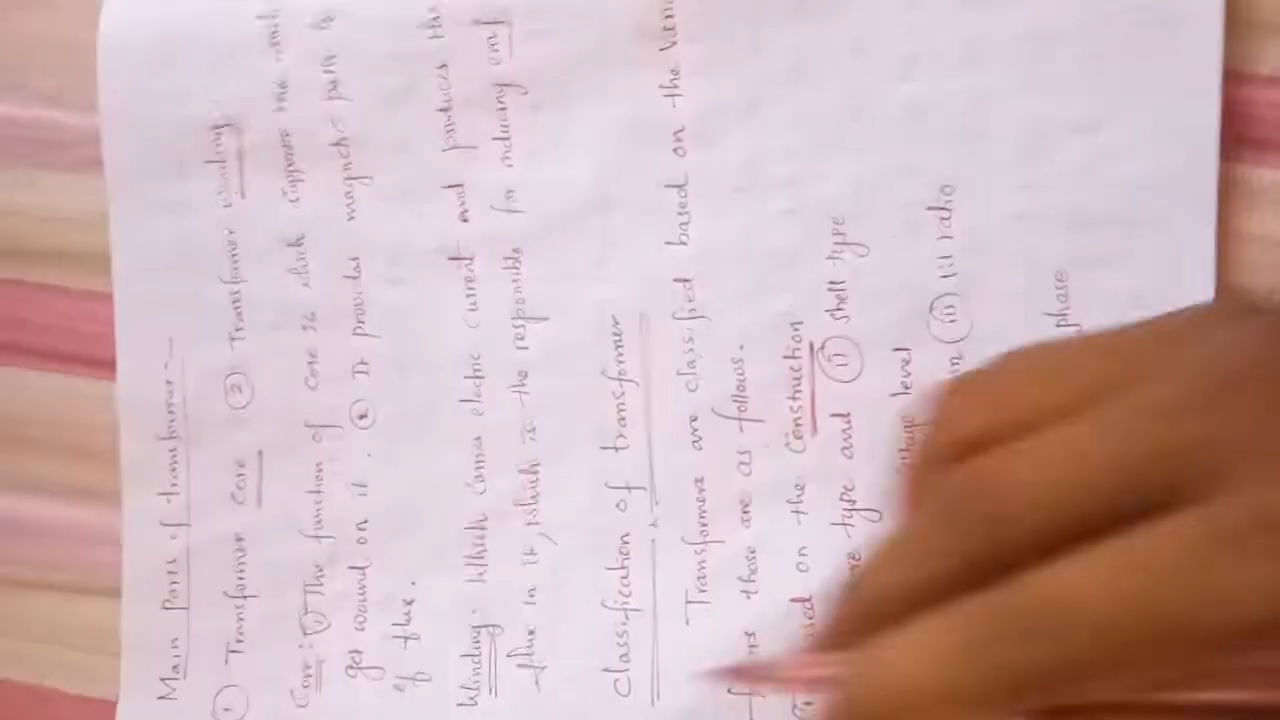 Main parts of transformer:-
① Transformer core ② Transformer winding
Core: ① The function of core is which supports the
get wound on it. ② It provides magnetic path to
of flux.
Winding: Which carries electric current and produces the
flux in it, which is the responsible for inducing emf
Classification of transformer
Transformers are classified based on the
these are as follows.
on the Construction
type and ⓘⓘ shell type
level
ⓘⓘ 1:1 ratio
phase